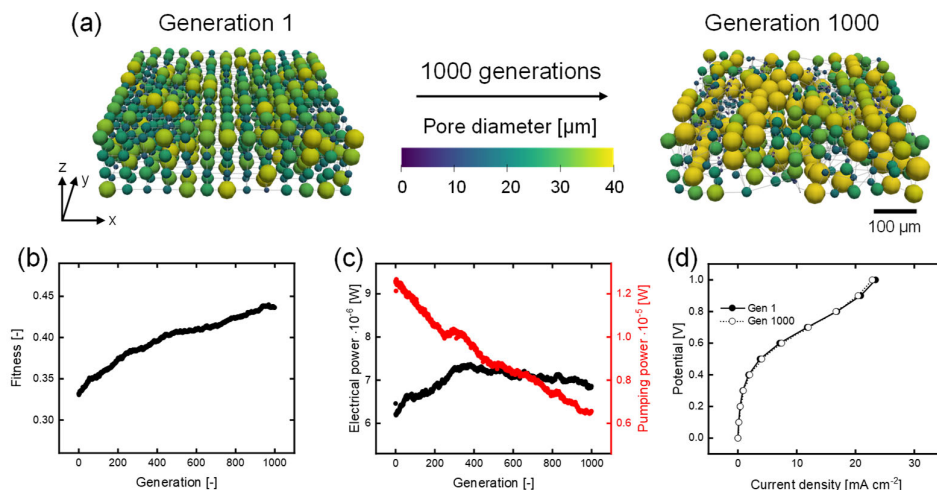 (a) Generation 1 Generation 1000
1000 generations
Pore diameter [µm]
0 10 20 30 40
z y x
100 µm
(b) (c) (d)
Fitness [-]
0.45
0.40
0.35
0.30
0 200 400 600 800 1000
Generation [-]
Electrical power ·10⁻⁶ [W]
9
8
7
6
0 200 400 600 800 1000
Generation [-]
1.2
1.0
0.8
0.6
Pumping power ·10⁻⁵ [W]
Potential [V]
1.0
0.8
0.6
0.4
0.2
0.0
Gen 1
Gen 1000
0 10 20 30
Current density [mA cm⁻²]